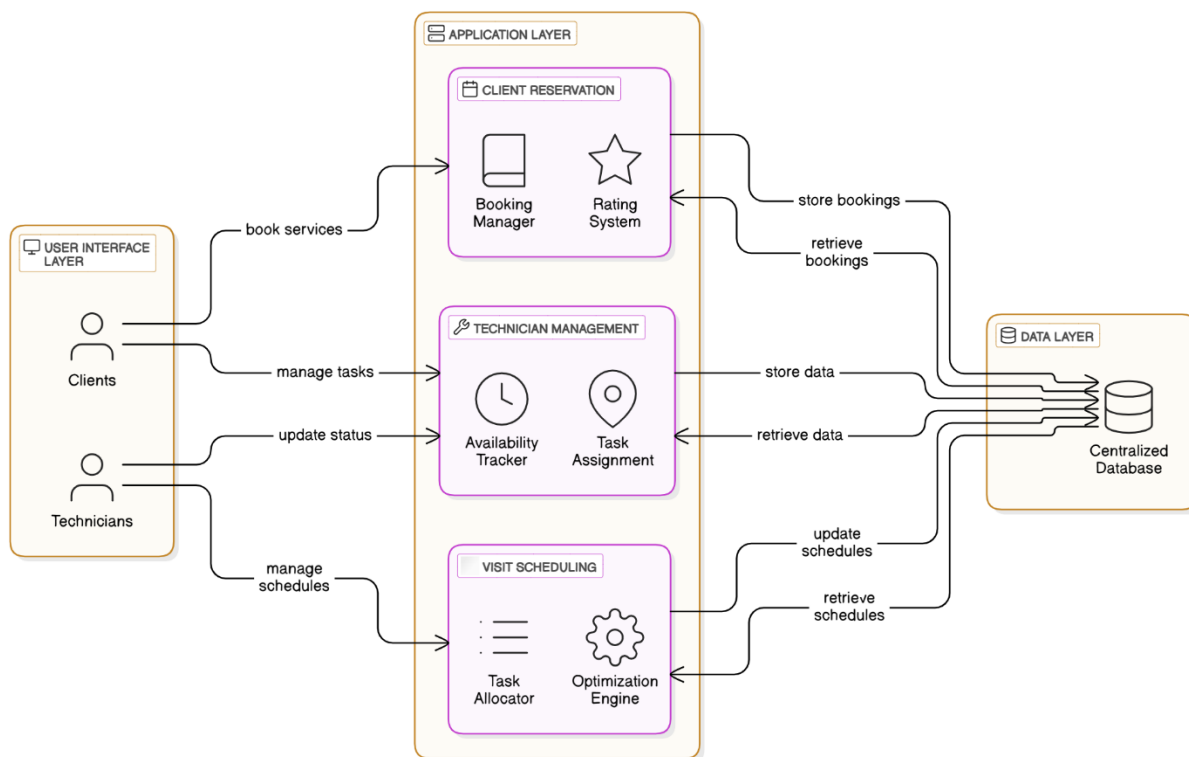 APPLICATION LAYER
CLIENT RESERVATION
Booking
Manager
Rating
System
book services
store bookings
retrieve
bookings
USER INTERFACE
LAYER
Clients
Technicians
manage tasks
update status
manage
schedules
TECHNICIAN MANAGEMENT
Availability
Tracker
Task
Assignment
store data
retrieve data
DATA LAYER
Centralized
Database
VISIT SCHEDULING
Task
Allocator
Optimization
Engine
update
schedules
retrieve
schedules